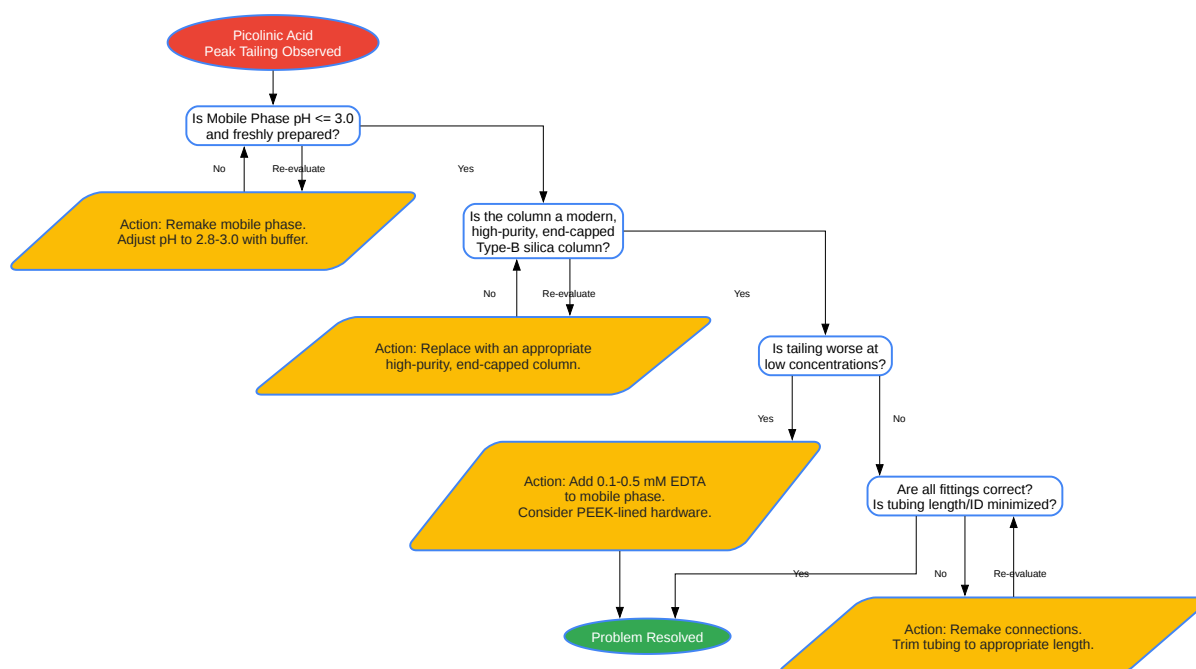 Picolinic Acid
Peak Tailing Observed
Is Mobile Phase pH <= 3.0
and freshly prepared?
No
Re-evaluate
Yes
Action: Remake mobile phase.
Adjust pH to 2.8-3.0 with buffer.
Is the column a modern,
high-purity, end-capped
Type-B silica column?
No
Re-evaluate
Yes
Action: Replace with an appropriate
high-purity, end-capped column.
Is tailing worse at
low concentrations?
Yes
No
Action: Add 0.1-0.5 mM EDTA
to mobile phase.
Consider PEEK-lined hardware.
Are all fittings correct?
Is tubing length/ID minimized?
Yes
No
Re-evaluate
Problem Resolved
Action: Remake connections.
Trim tubing to appropriate length.